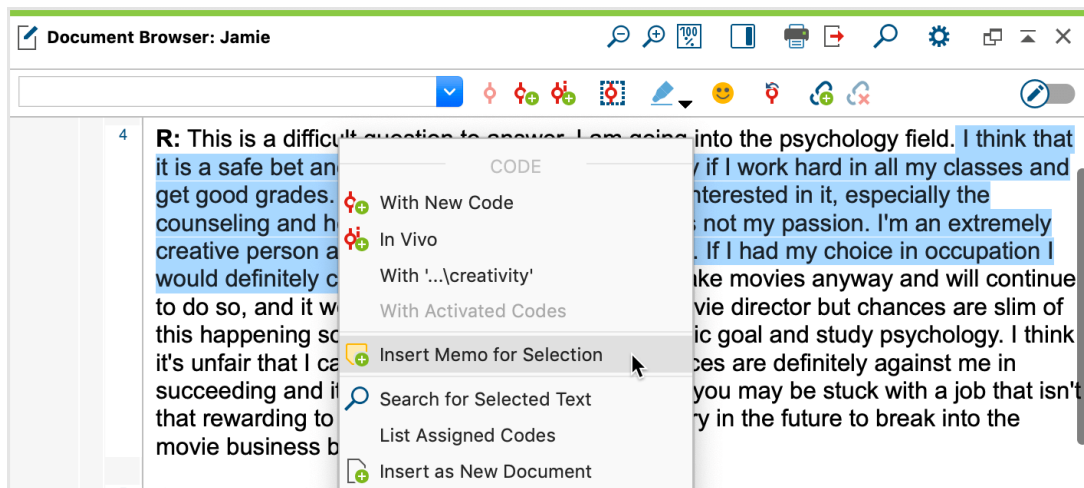 Document Browser: Jamie
100 %
4
R: This is a difficult question to answer. I am going into the psychology field. I think that
it is a safe bet an y if I work hard in all my classes and
get good grades. nterested in it, especially the
counseling and h s not my passion. I'm an extremely
creative person a . If I had my choice in occupation I
would definitely c ake movies anyway and will continue
to do so, and it w vie director but chances are slim of
this happening so ic goal and study psychology. I think
it's unfair that I ca ces are definitely against me in
succeeding and it you may be stuck with a job that isn't
that rewarding to ry in the future to break into the
movie business b
CODE
With New Code
In Vivo
With '...\creativity'
With Activated Codes
Insert Memo for Selection
Search for Selected Text
List Assigned Codes
Insert as New Document